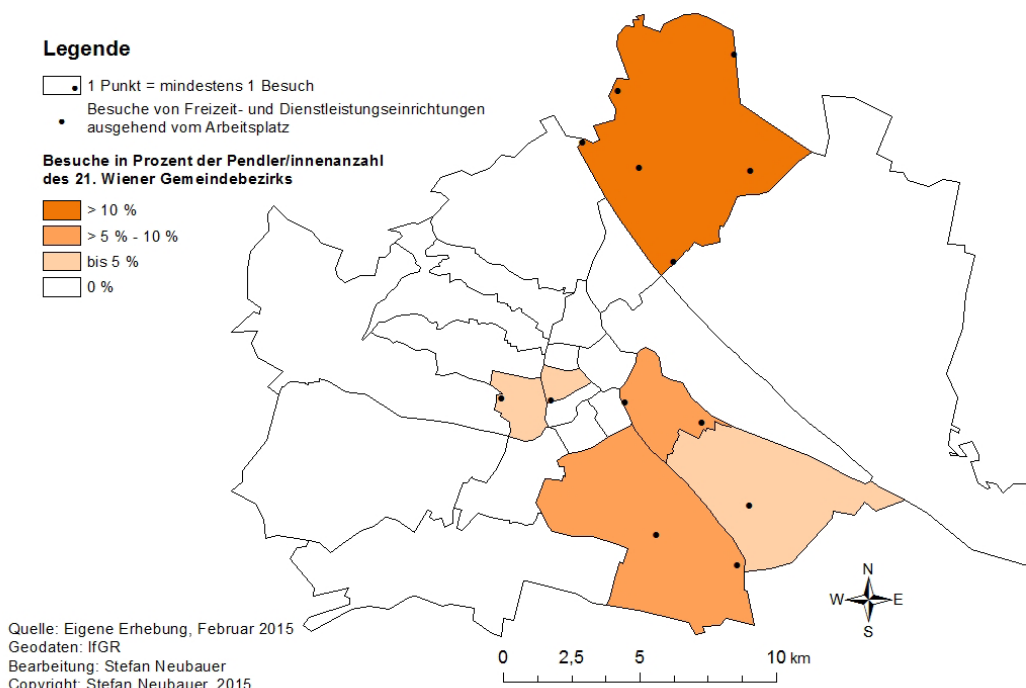 Legende
1 Punkt = mindestens 1 Besuch
Besuche von Freizeit- und Dienstleistungseinrichtungen
ausgehend vom Arbeitsplatz
Besuche in Prozent der Pendler/innenanzahl
des 21. Wiener Gemeindebezirks
> 10 %
> 5 % - 10 %
bis 5 %
0 %
N
W E
S
Quelle: Eigene Erhebung, Februar 2015
Geodaten: IfGR
Bearbeitung: Stefan Neubauer
Copyright: Stefan Neubauer, 2015
0 2,5 5 10 km